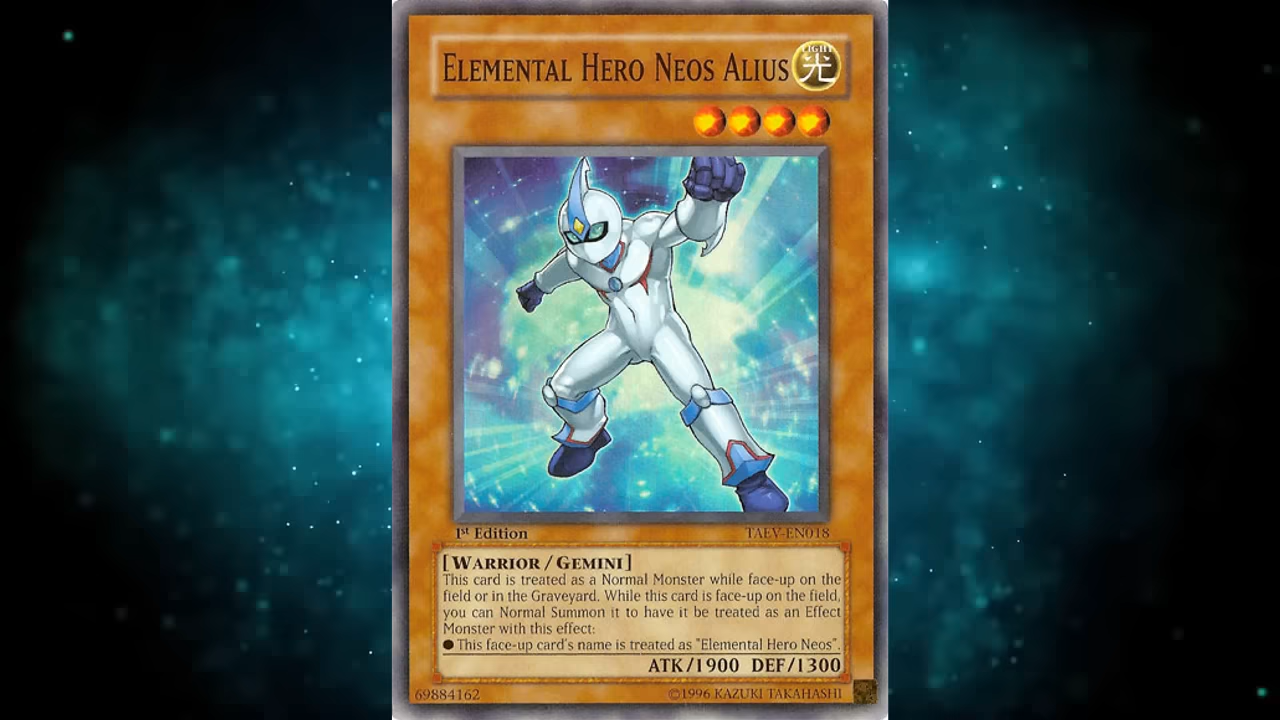 ELEMENTAL HERO NEOS ALIUS
LIGHT
光
1st Edition
TAEV-EN018
[WARRIOR/GEMINI]
This card is treated as a Normal Monster while face-up on the
field or in the Graveyard. While this card is face-up on the field,
you can Normal Summon it to have it be treated as an Effect
Monster with this effect:
● This face-up card's name is treated as "Elemental Hero Neos".
ATK/1900 DEF/1300
69884162
©1996 KAZUKI TAKAHASHI